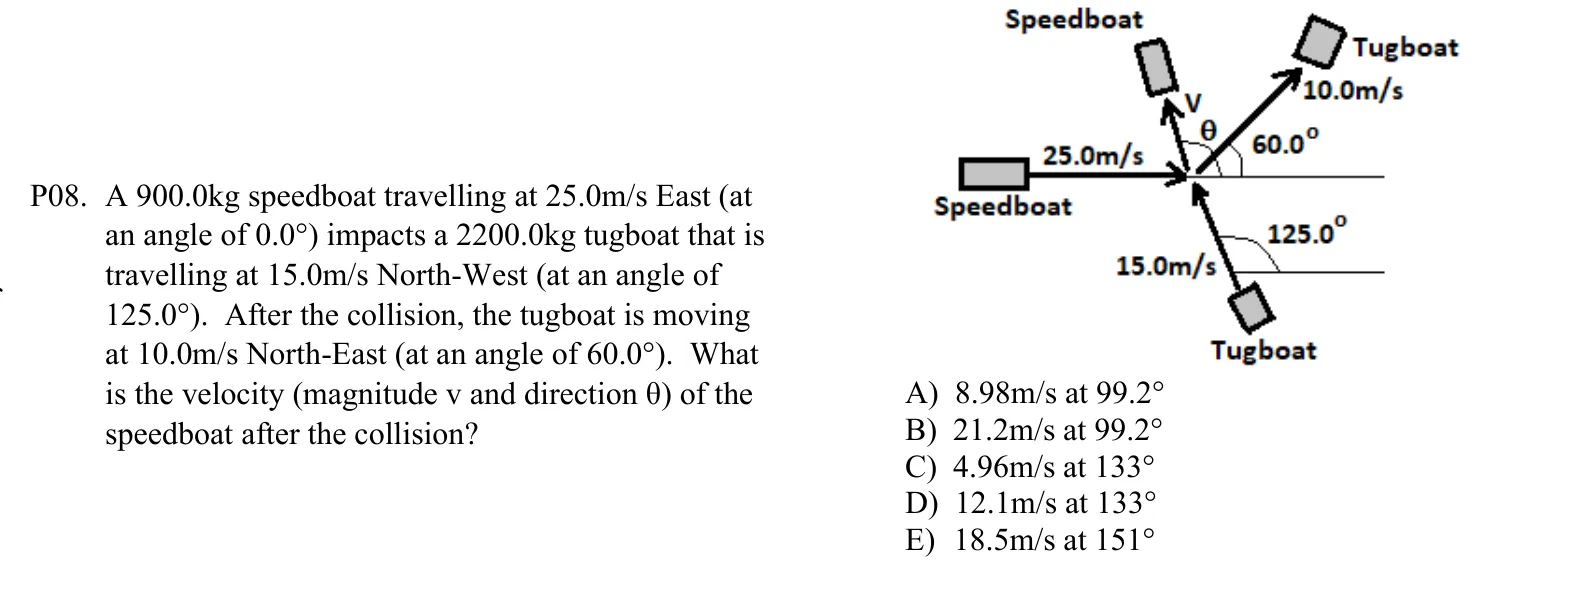 P08. A 900.0kg speedboat travelling at 25.0m/s East (at
an angle of 0.0°) impacts a 2200.0kg tugboat that is
travelling at 15.0m/s North-West (at an angle of
125.0°). After the collision, the tugboat is moving
at 10.0m/s North-East (at an angle of 60.0°). What
is the velocity (magnitude v and direction θ) of the
speedboat after the collision?
Speedboat
Tugboat
10.0m/s
V
θ
60.0°
25.0m/s
Speedboat
125.0°
15.0m/s
Tugboat
A) 8.98m/s at 99.2°
B) 21.2m/s at 99.2°
C) 4.96m/s at 133°
D) 12.1m/s at 133°
E) 18.5m/s at 151°